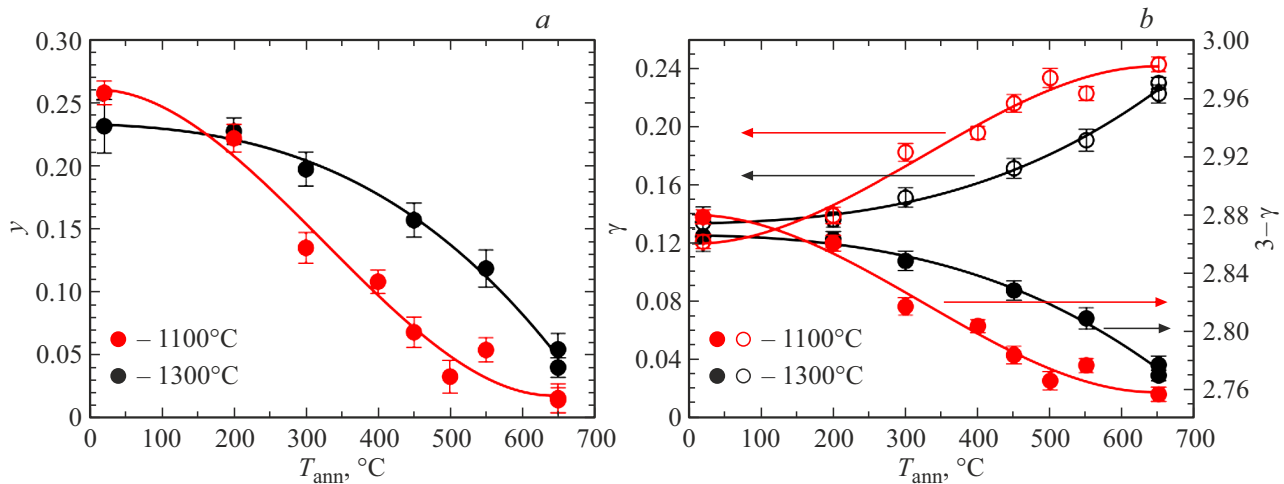 a
0.30
0.25
0.20
0.15
0.10
0.05
0
y
– 1100°C
– 1300°C
0 100 200 300 400 500 600 700
T_ann, °C
b
0.24
0.20
0.16
0.12
0.08
0.04
0
γ
3.00
2.96
2.92
2.88
2.84
2.80
2.76
3–γ
– 1100°C
– 1300°C
0 100 200 300 400 500 600 700
T_ann, °C